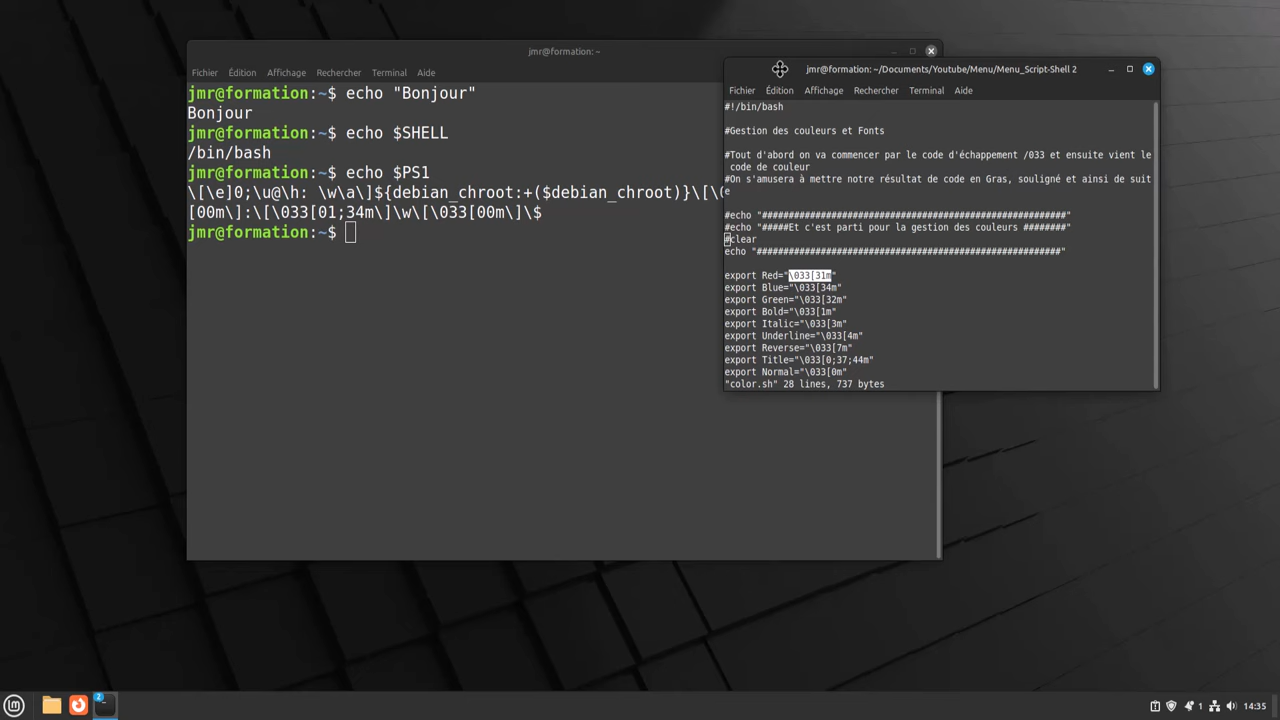 jmr@formation: ~
Fichier Édition Affichage Rechercher Terminal Aide
jmr@formation:~$ echo "Bonjour"
Bonjour
jmr@formation:~$ echo $SHELL
/bin/bash
jmr@formation:~$ echo $PS1
\[\e]0;\u@\h: \w\a\]${debian_chroot:+($debian_chroot)}\[\
[00m\]:\[\033[01;34m\]\w\[\033[00m\]\$
jmr@formation:~$
jmr@formation: ~/Documents/Youtube/Menu/Menu_Script-Shell 2
Fichier Édition Affichage Rechercher Terminal Aide
#!/bin/bash
#Gestion des couleurs et Fonts
#Tout d'abord on va commencer par le code d'échappement /033 et ensuite vient le
code de couleur
#On s'amusera à mettre notre résultat de code en Gras, souligné et ainsi de suit
e
#echo "##########################################################"
#echo "#####Et c'est parti pour la gestion des couleurs ########"
#clear
echo "##########################################################"
export Red="\033[31m"
export Blue="\033[34m"
export Green="\033[32m"
export Bold="\033[1m"
export Italic="\033[3m"
export Underline="\033[4m"
export Reverse="\033[7m"
export Title="\033[0;37;44m"
export Normal="\033[0m"
"color.sh" 28 lines, 737 bytes
2
1
14:35